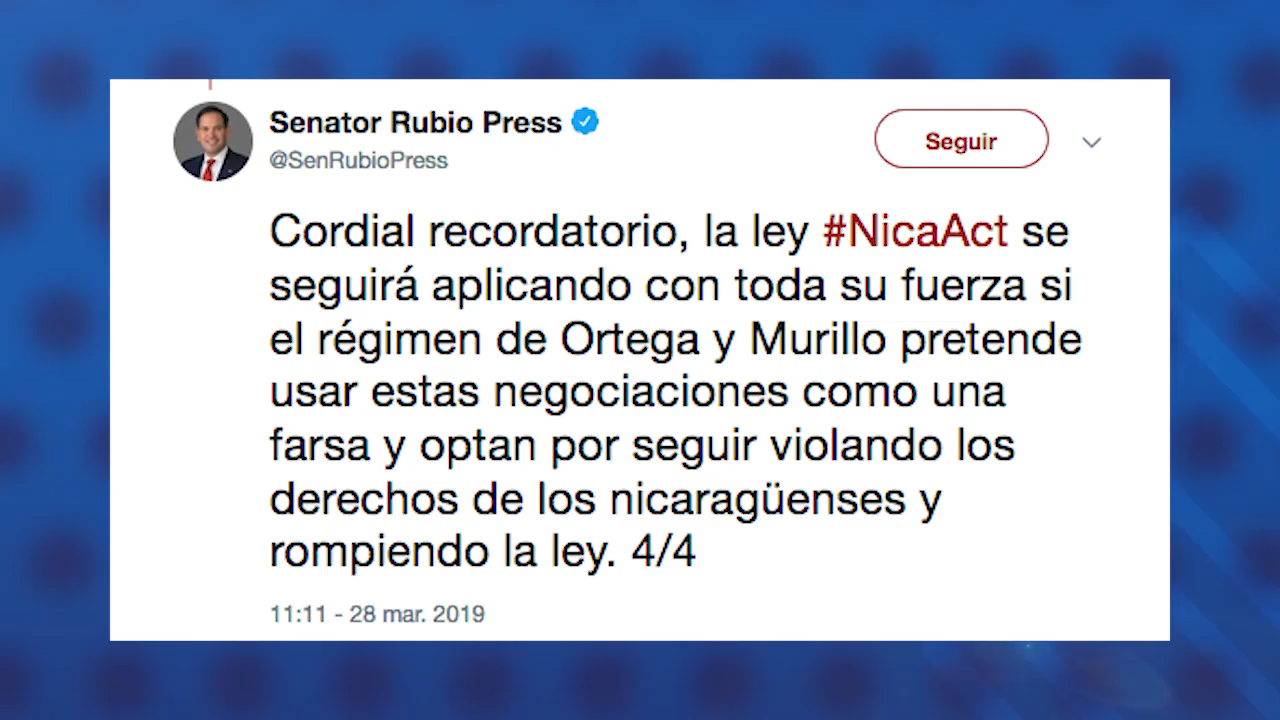 Senator Rubio Press
@SenRubioPress
Seguir
Cordial recordatorio, la ley #NicaAct se
seguirá aplicando con toda su fuerza si
el régimen de Ortega y Murillo pretende
usar estas negociaciones como una
farsa y optan por seguir violando los
derechos de los nicaragüenses y
rompiendo la ley. 4/4
11:11 - 28 mar. 2019